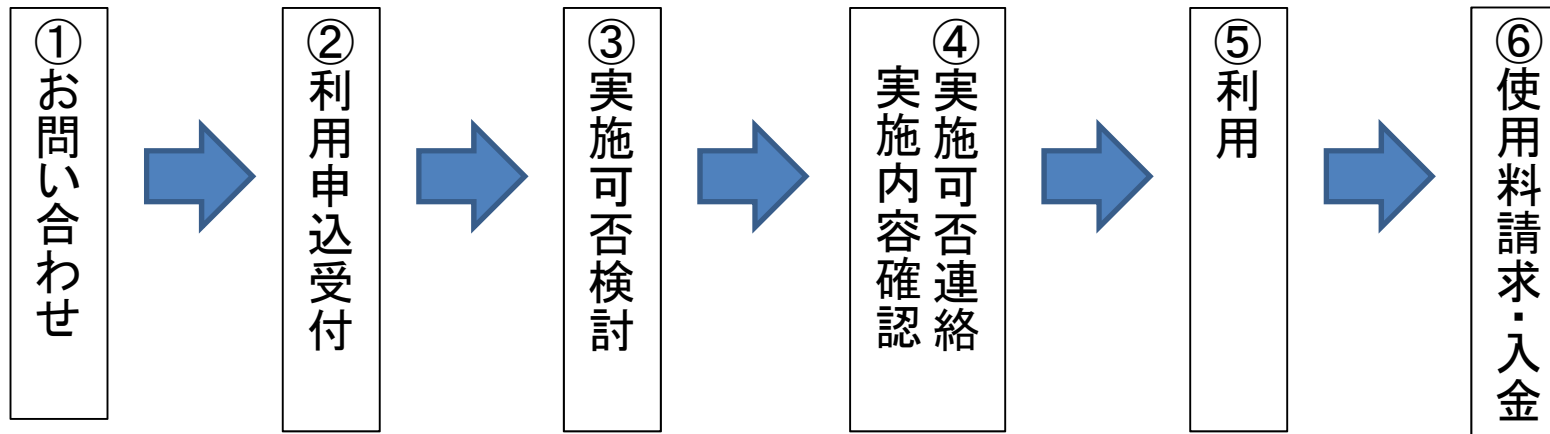 ①お問い合わせ
②利用申込受付
③実施可否検討
④実施可否連絡
実施内容確認
⑤利用
⑥使用料請求・入金